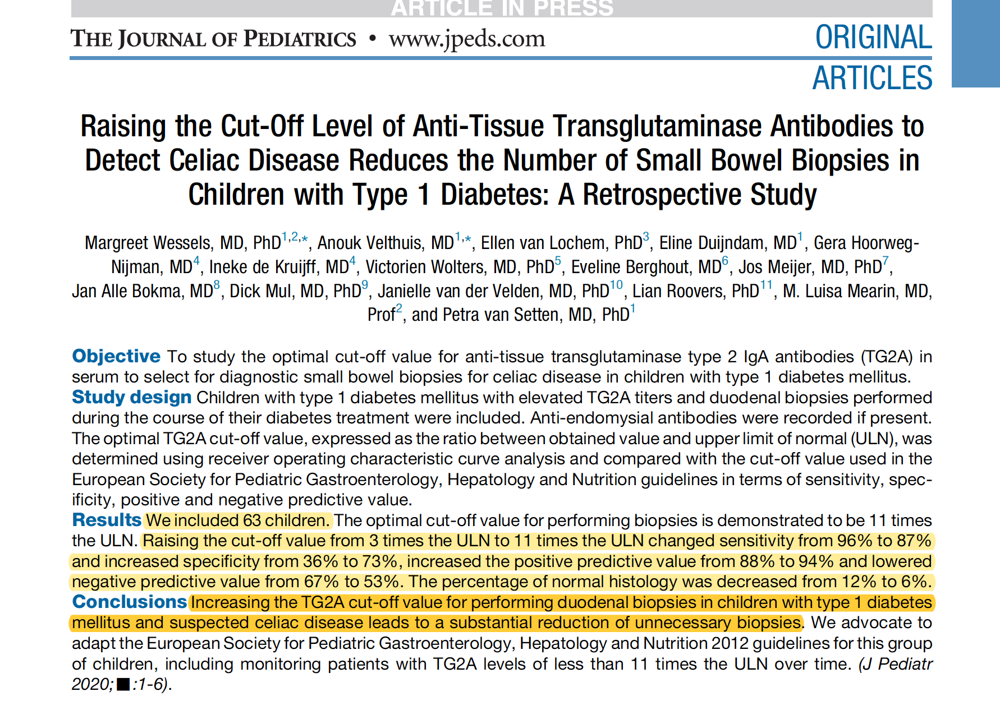 ARTICLE IN PRESS
THE JOURNAL OF PEDIATRICS • www.jpeds.com
ORIGINAL
ARTICLES
Raising the Cut-Off Level of Anti-Tissue Transglutaminase Antibodies to
Detect Celiac Disease Reduces the Number of Small Bowel Biopsies in
Children with Type 1 Diabetes: A Retrospective Study
Margreet Wessels, MD, PhD1,2,*, Anouk Velthuis, MD1,*, Ellen van Lochem, PhD3, Eline Duijndam, MD1, Gera Hoorweg-
Nijman, MD4, Ineke de Kruijff, MD4, Victorien Wolters, MD, PhD5, Eveline Berghout, MD6, Jos Meijer, MD, PhD7,
Jan Alle Bokma, MD8, Dick Mul, MD, PhD9, Janielle van der Velden, MD, PhD10, Lian Roovers, PhD11, M. Luisa Mearin, MD,
Prof2, and Petra van Setten, MD, PhD1
Objective To study the optimal cut-off value for anti-tissue transglutaminase type 2 IgA antibodies (TG2A) in
serum to select for diagnostic small bowel biopsies for celiac disease in children with type 1 diabetes mellitus.
Study design Children with type 1 diabetes mellitus with elevated TG2A titers and duodenal biopsies performed
during the course of their diabetes treatment were included. Anti-endomysial antibodies were recorded if present.
The optimal TG2A cut-off value, expressed as the ratio between obtained value and upper limit of normal (ULN), was
determined using receiver operating characteristic curve analysis and compared with the cut-off value used in the
European Society for Pediatric Gastroenterology, Hepatology and Nutrition guidelines in terms of sensitivity, spec-
ificity, positive and negative predictive value.
Results We included 63 children. The optimal cut-off value for performing biopsies is demonstrated to be 11 times
the ULN. Raising the cut-off value from 3 times the ULN to 11 times the ULN changed sensitivity from 96% to 87%
and increased specificity from 36% to 73%, increased the positive predictive value from 88% to 94% and lowered
negative predictive value from 67% to 53%. The percentage of normal histology was decreased from 12% to 6%.
Conclusions Increasing the TG2A cut-off value for performing duodenal biopsies in children with type 1 diabetes
mellitus and suspected celiac disease leads to a substantial reduction of unnecessary biopsies. We advocate to
adapt the European Society for Pediatric Gastroenterology, Hepatology and Nutrition 2012 guidelines for this group
of children, including monitoring patients with TG2A levels of less than 11 times the ULN over time. (J Pediatr
2020;■:1-6).